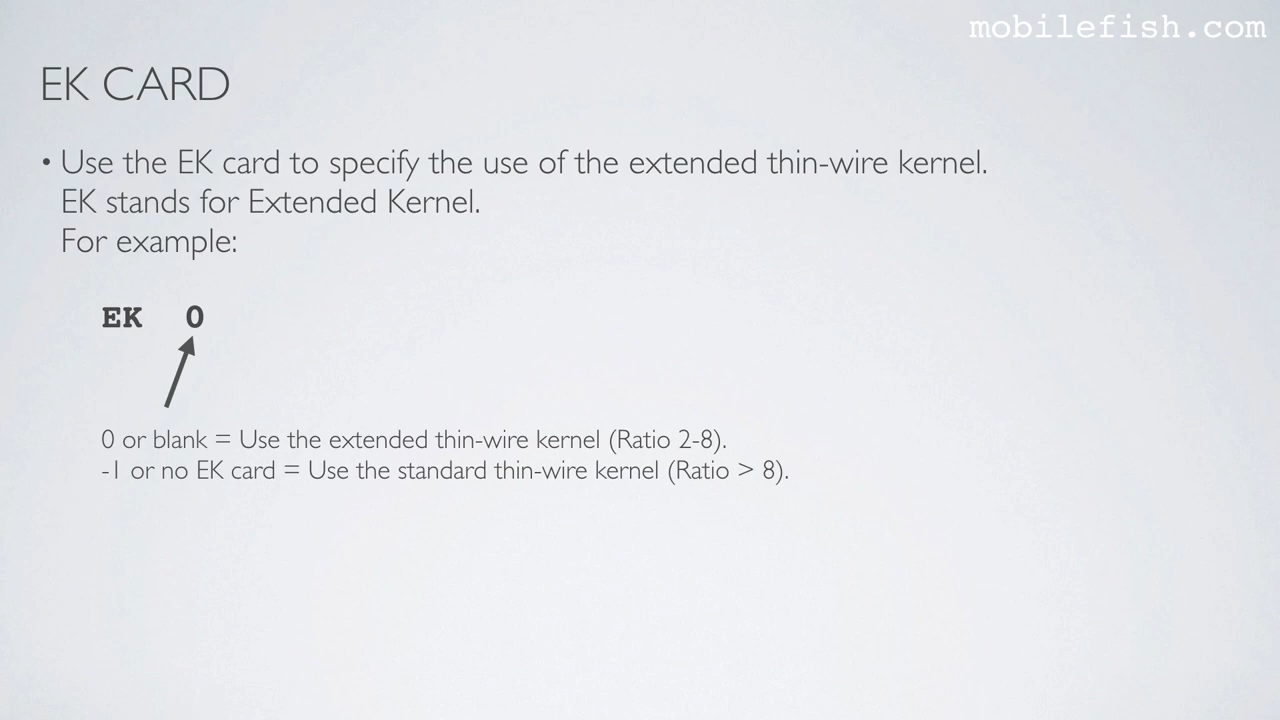 mobilefish.com
EK CARD
• Use the EK card to specify the use of the extended thin-wire kernel.
EK stands for Extended Kernel.
For example:
EK 0
0 or blank = Use the extended thin-wire kernel (Ratio 2-8).
-1 or no EK card = Use the standard thin-wire kernel (Ratio > 8).